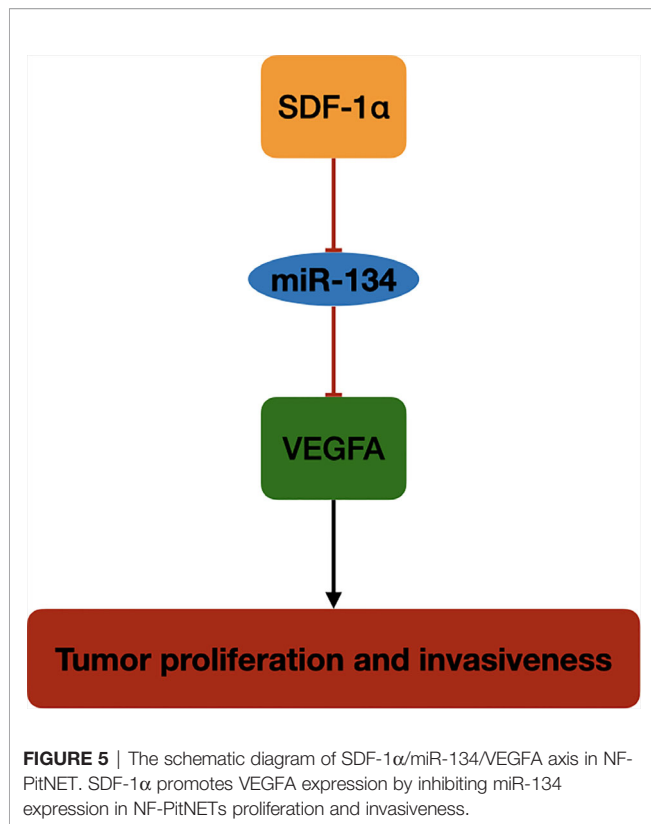 SDF-1α
miR-134
VEGFA
Tumor proliferation and invasiveness
FIGURE 5 | The schematic diagram of SDF-1α/miR-134/VEGFA axis in NF-
PitNET. SDF-1α promotes VEGFA expression by inhibiting miR-134
expression in NF-PitNETs proliferation and invasiveness.